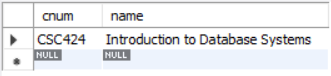 cnum name
CSC424 Introduction to Database Systems
NULL NULL